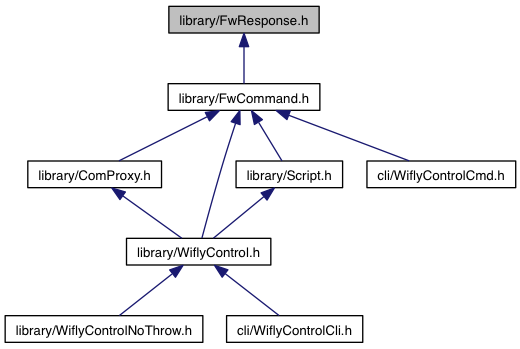 library/FwResponse.h
library/FwCommand.h
library/ComProxy.h
library/Script.h
cli/WiflyControlCmd.h
library/WiflyControl.h
library/WiflyControlNoThrow.h
cli/WiflyControlCli.h